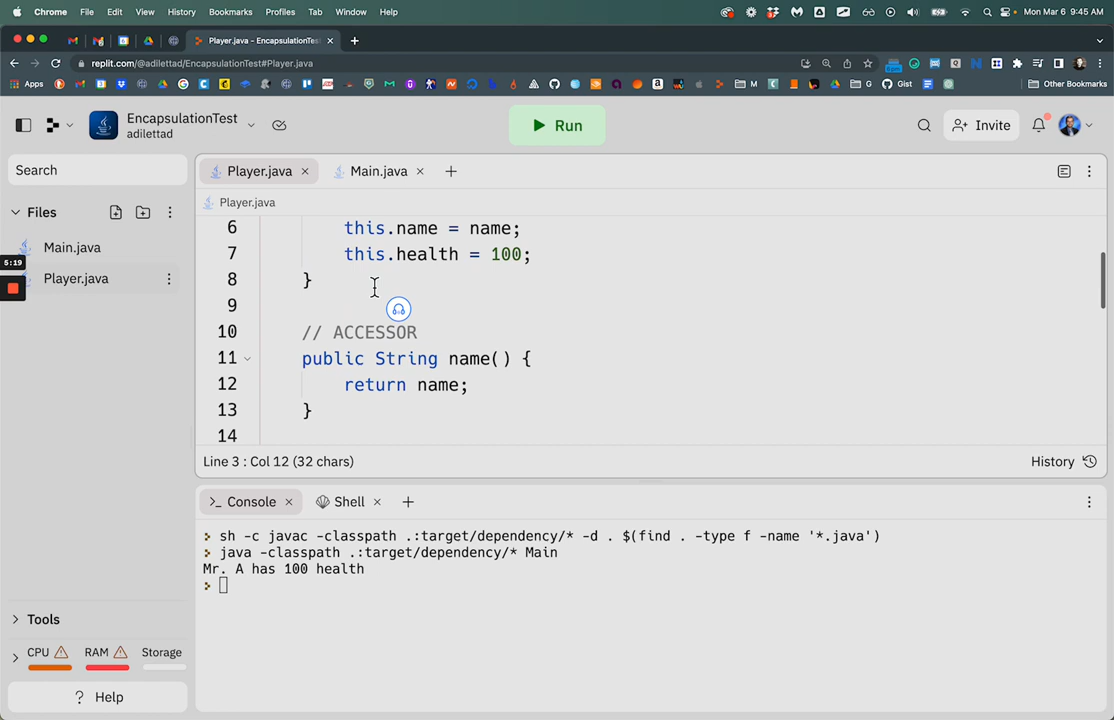 Chrome File Edit View History Bookmarks Profiles Tab Window Help Mon Mar 6 9:45 AM
Player.java - EncapsulationTest
replit.com/@adilettad/EncapsulationTest#Player.java
Apps M G Gist Other Bookmarks
EncapsulationTest
adilettad
Run
Invite
Search
Player.java Main.java
Player.java
Files
Main.java
5:19
Player.java
6 this.name = name;
7 this.health = 100;
8 }
9
10 // ACCESSOR
11 public String name() {
12 return name;
13 }
14
Line 3 : Col 12 (32 chars)
History
>_ Console Shell
sh -c javac -classpath .:target/dependency/* -d . $(find . -type f -name '*.java')
java -classpath .:target/dependency/* Main
Mr. A has 100 health
Tools
CPU RAM Storage
? Help